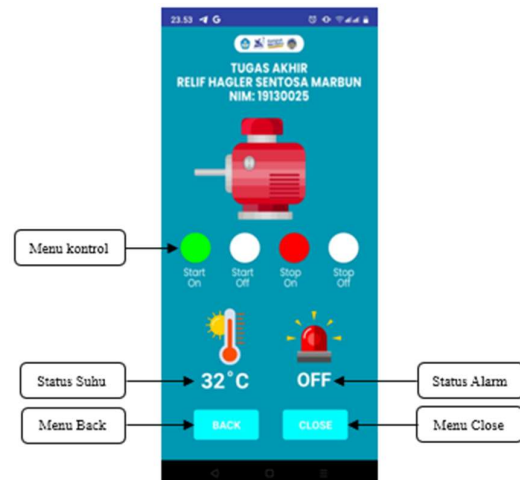 23.53
TUGAS AKHIR
RELIF HAGLER SENTOSA MARBUN
NIM: 19130025
Menu kontrol
Start On
Start Off
Stop On
Stop Off
Status Suhu
32°C
OFF
Status Alarm
Menu Back
BACK
CLOSE
Menu Close